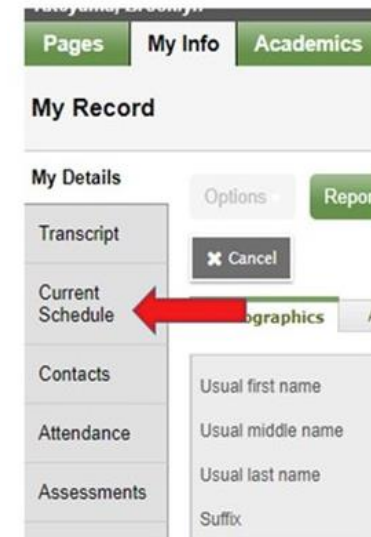 Pages My Info Academics
My Record
My Details
Options
Transcript
Cancel
Current
Schedule
Contacts
Usual first name
Attendance
Usual middle name
Usual last name
Assessments
Suffix